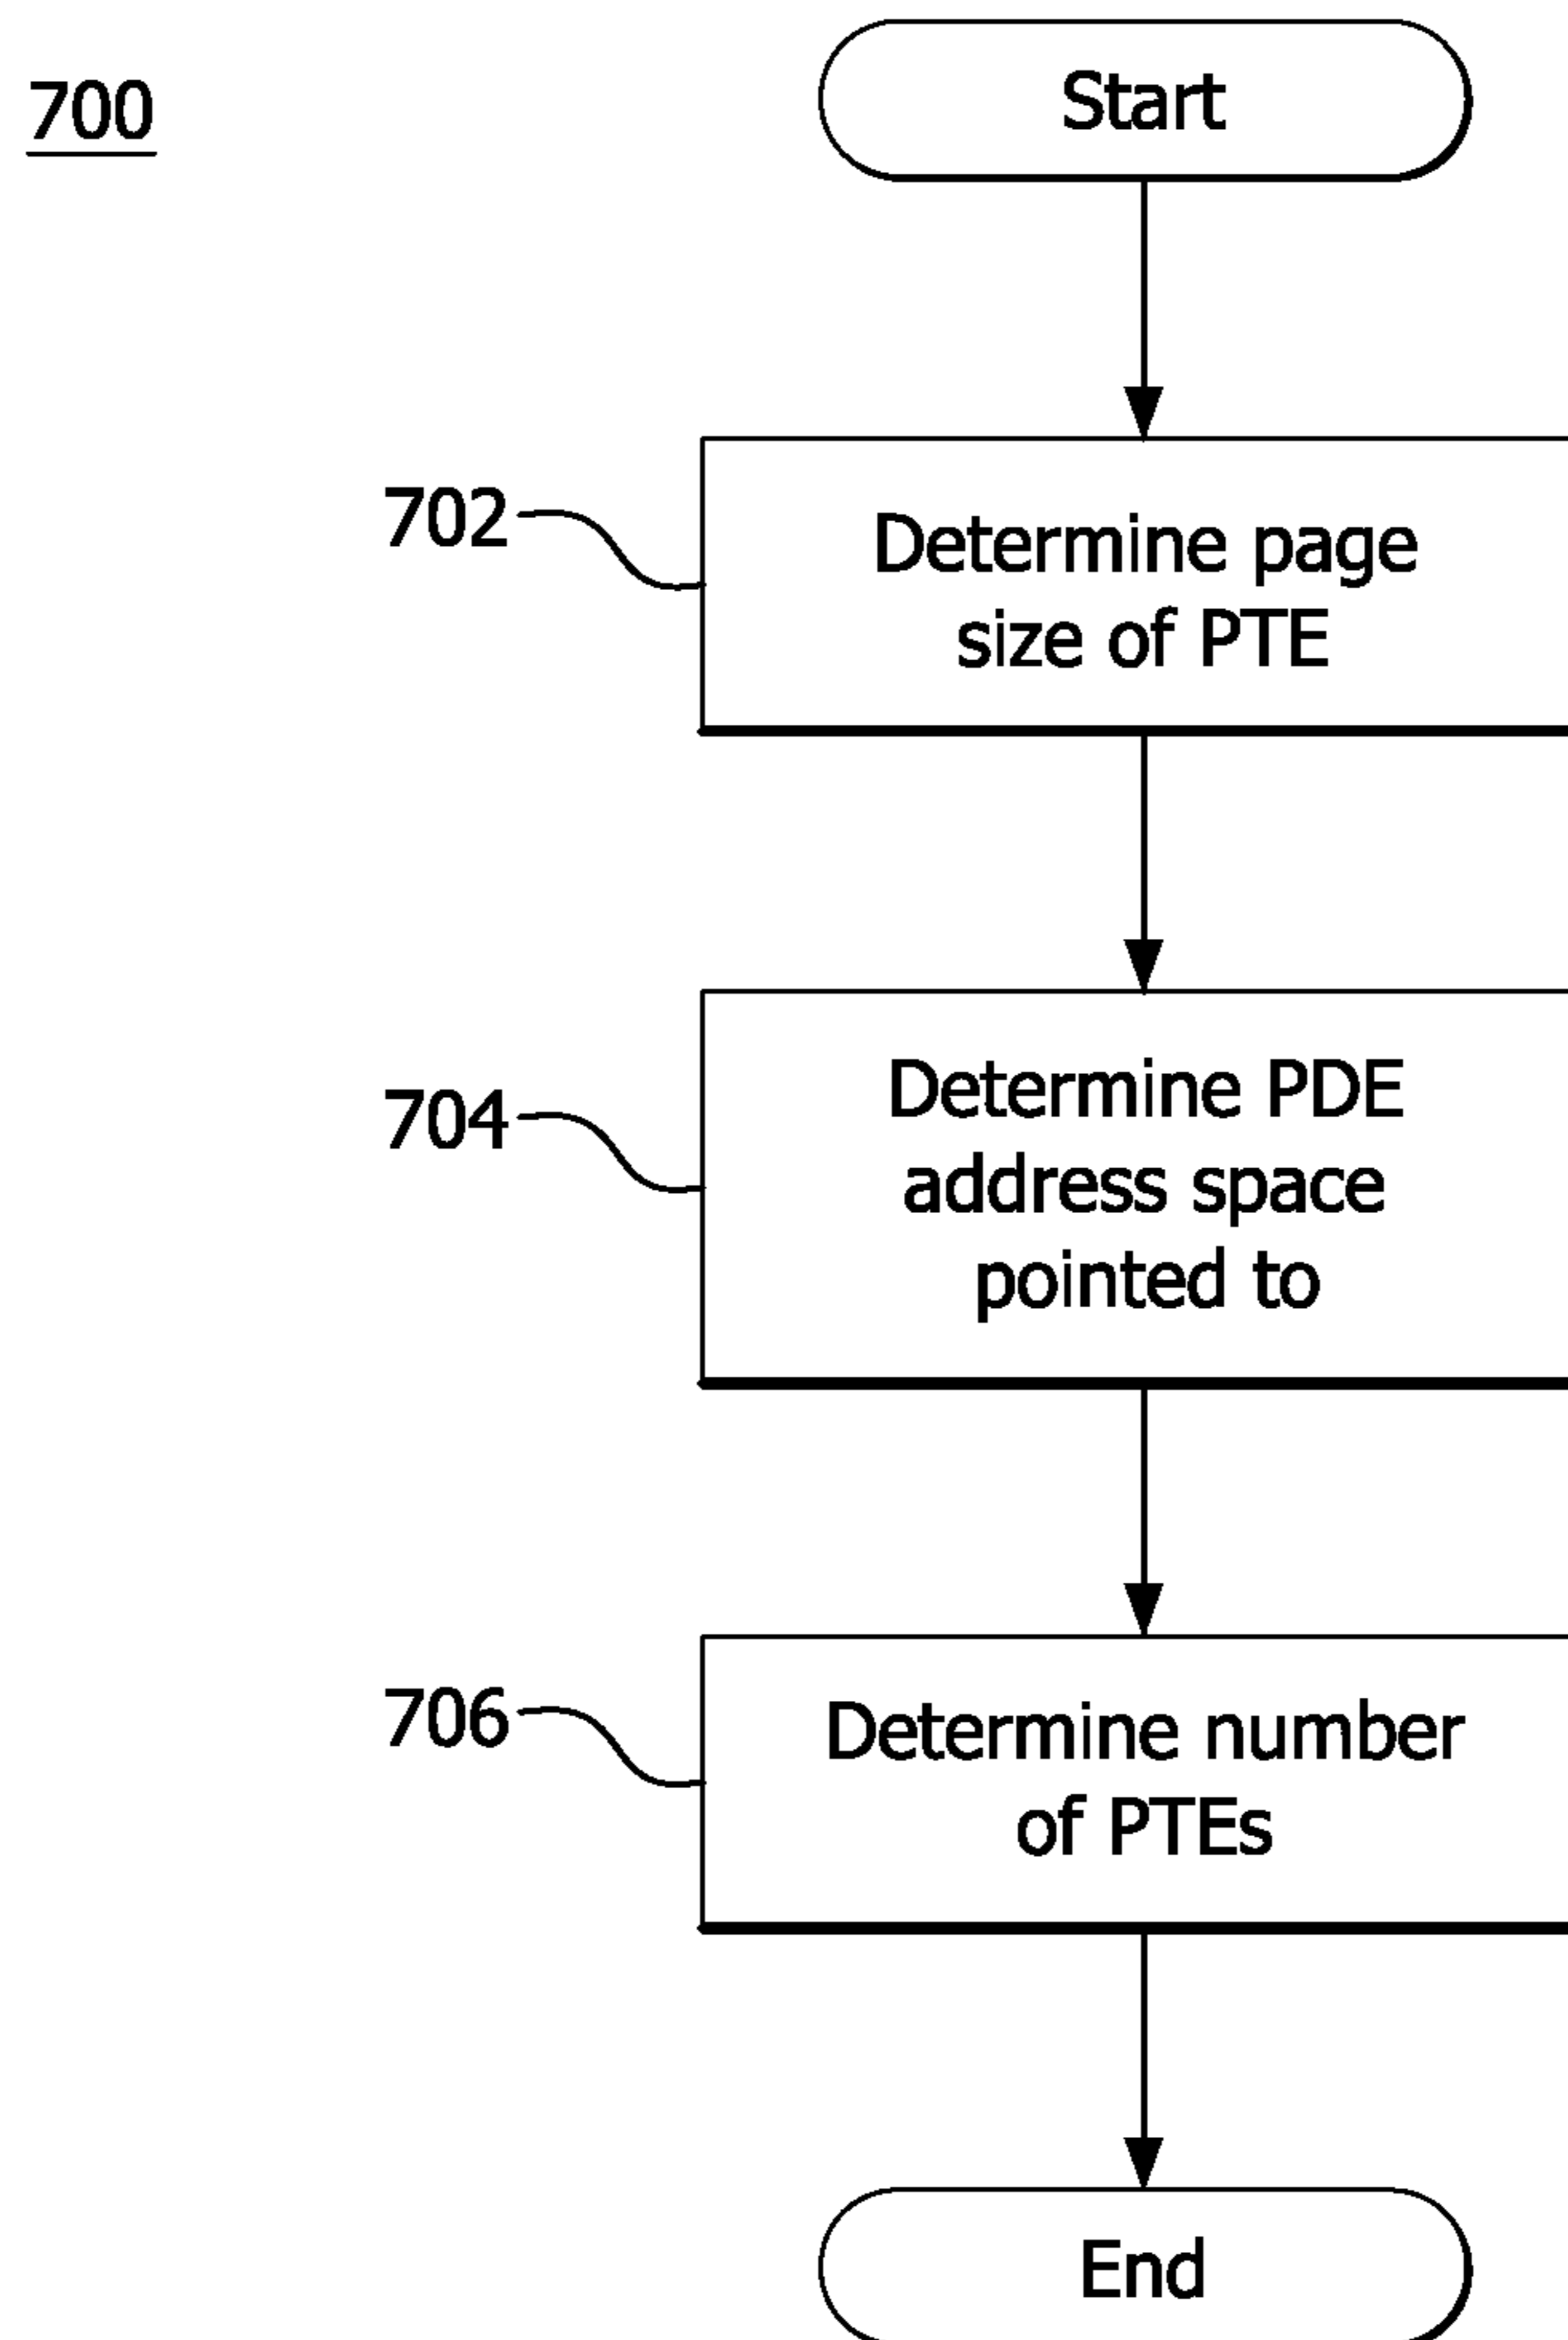 700
Start
702
Determine page
size of PTE
704
Determine PDE
address space
pointed to
706
Determine number
of PTEs
End